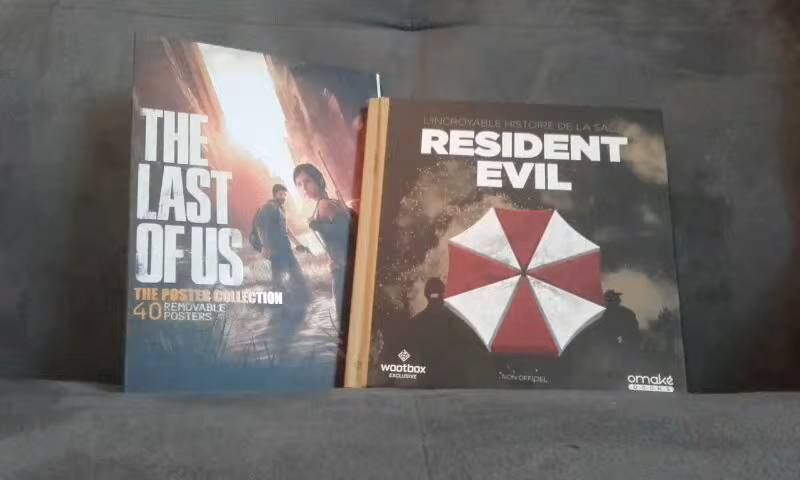 THE
LAST
OF US
THE POSTER COLLECTION
40 REMOVABLE
POSTERS
L'INCROYABLE HISTOIRE DE LA SAGA
RESIDENT
EVIL
wootbox
EXCLUSIVE
NON OFFICIEL
omaké
BOOKS